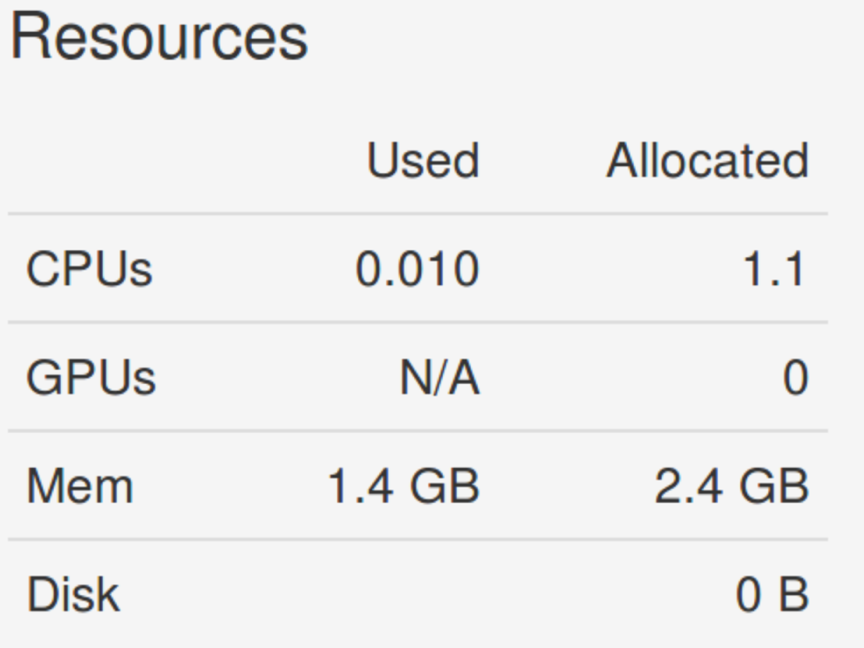 Resources
Used Allocated
CPUs 0.010 1.1
GPUs N/A 0
Mem 1.4 GB 2.4 GB
Disk 0 B